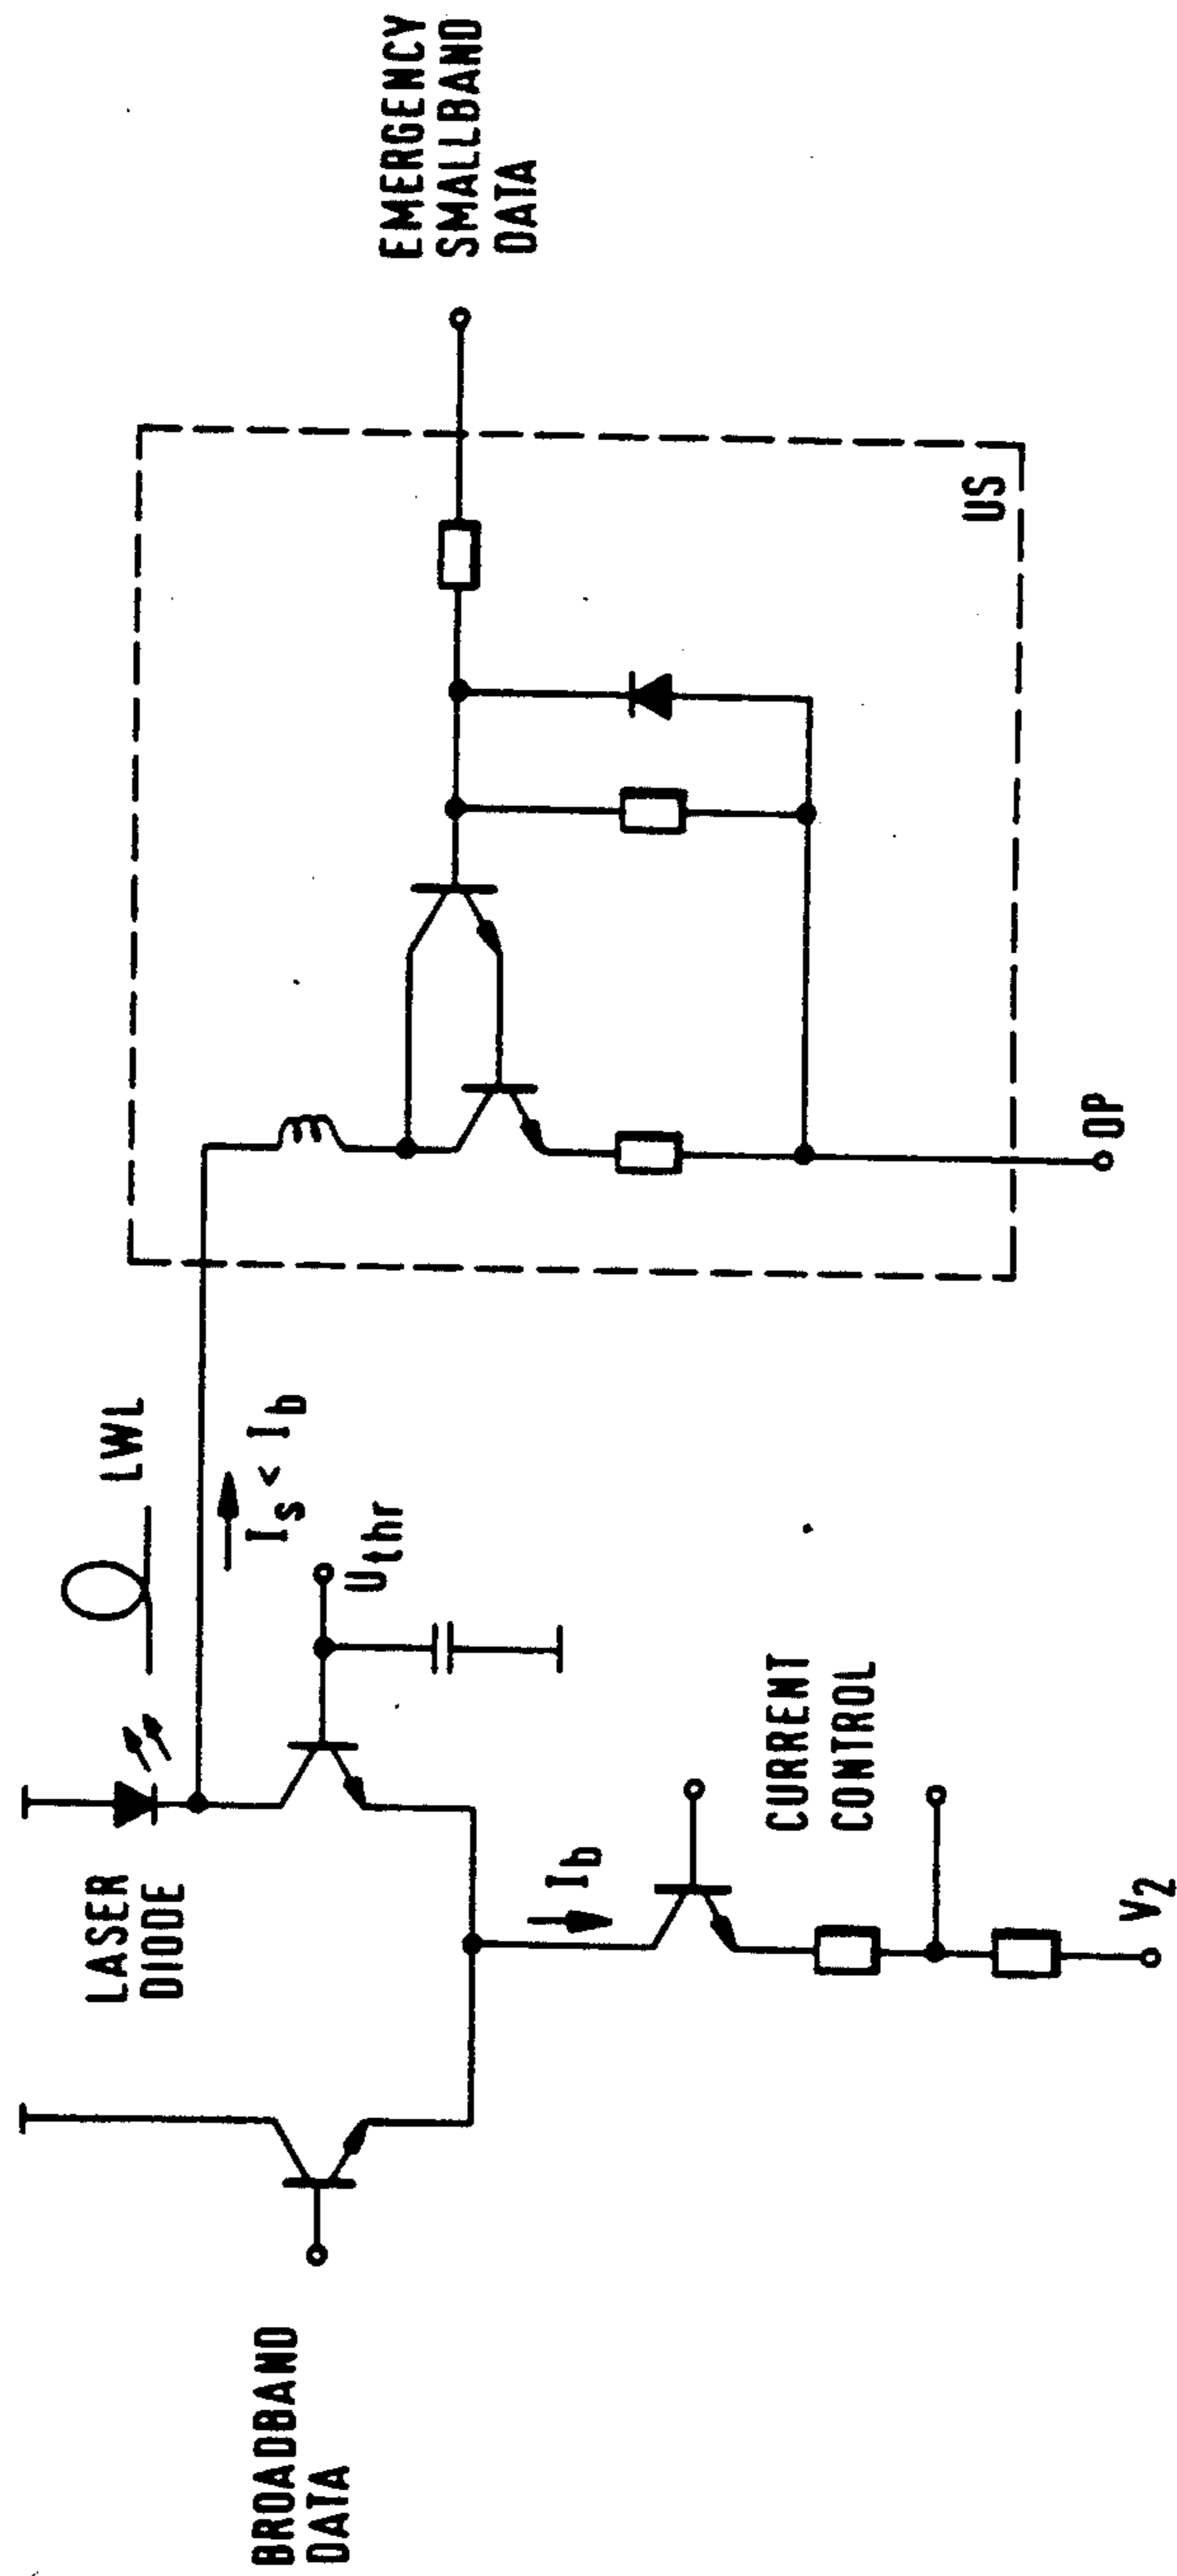 BROADBAND
DATA
LASER
DIODE
LWL
I_s < I_b
U_thr
I_b
CURRENT
CONTROL
V_2
EMERGENCY
SMALLBAND
DATA
US
OP